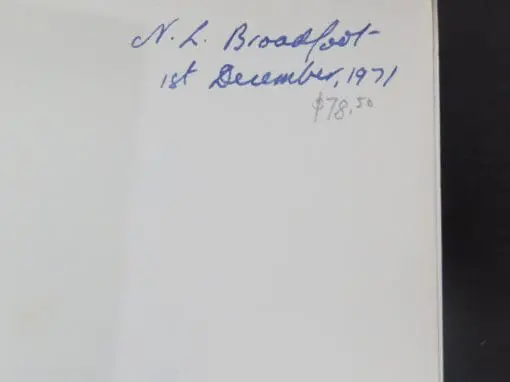 N. L. Broadfoot
1st December, 1971
$78.50